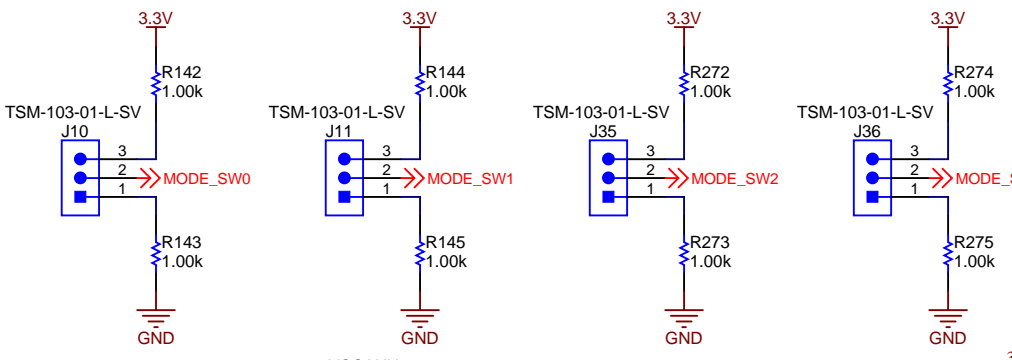 3.3V
R142
1.00k
TSM-103-01-L-SV
J10
3
2
MODE_SW0
1
R143
1.00k
GND
3.3V
R144
1.00k
TSM-103-01-L-SV
J11
3
2
MODE_SW1
1
R145
1.00k
GND
3.3V
R272
1.00k
TSM-103-01-L-SV
J35
3
2
MODE_SW2
1
R273
1.00k
GND
3.3V
R274
1.00k
TSM-103-01-L-SV
J36
3
2
MODE_
1
R275
1.00k
GND